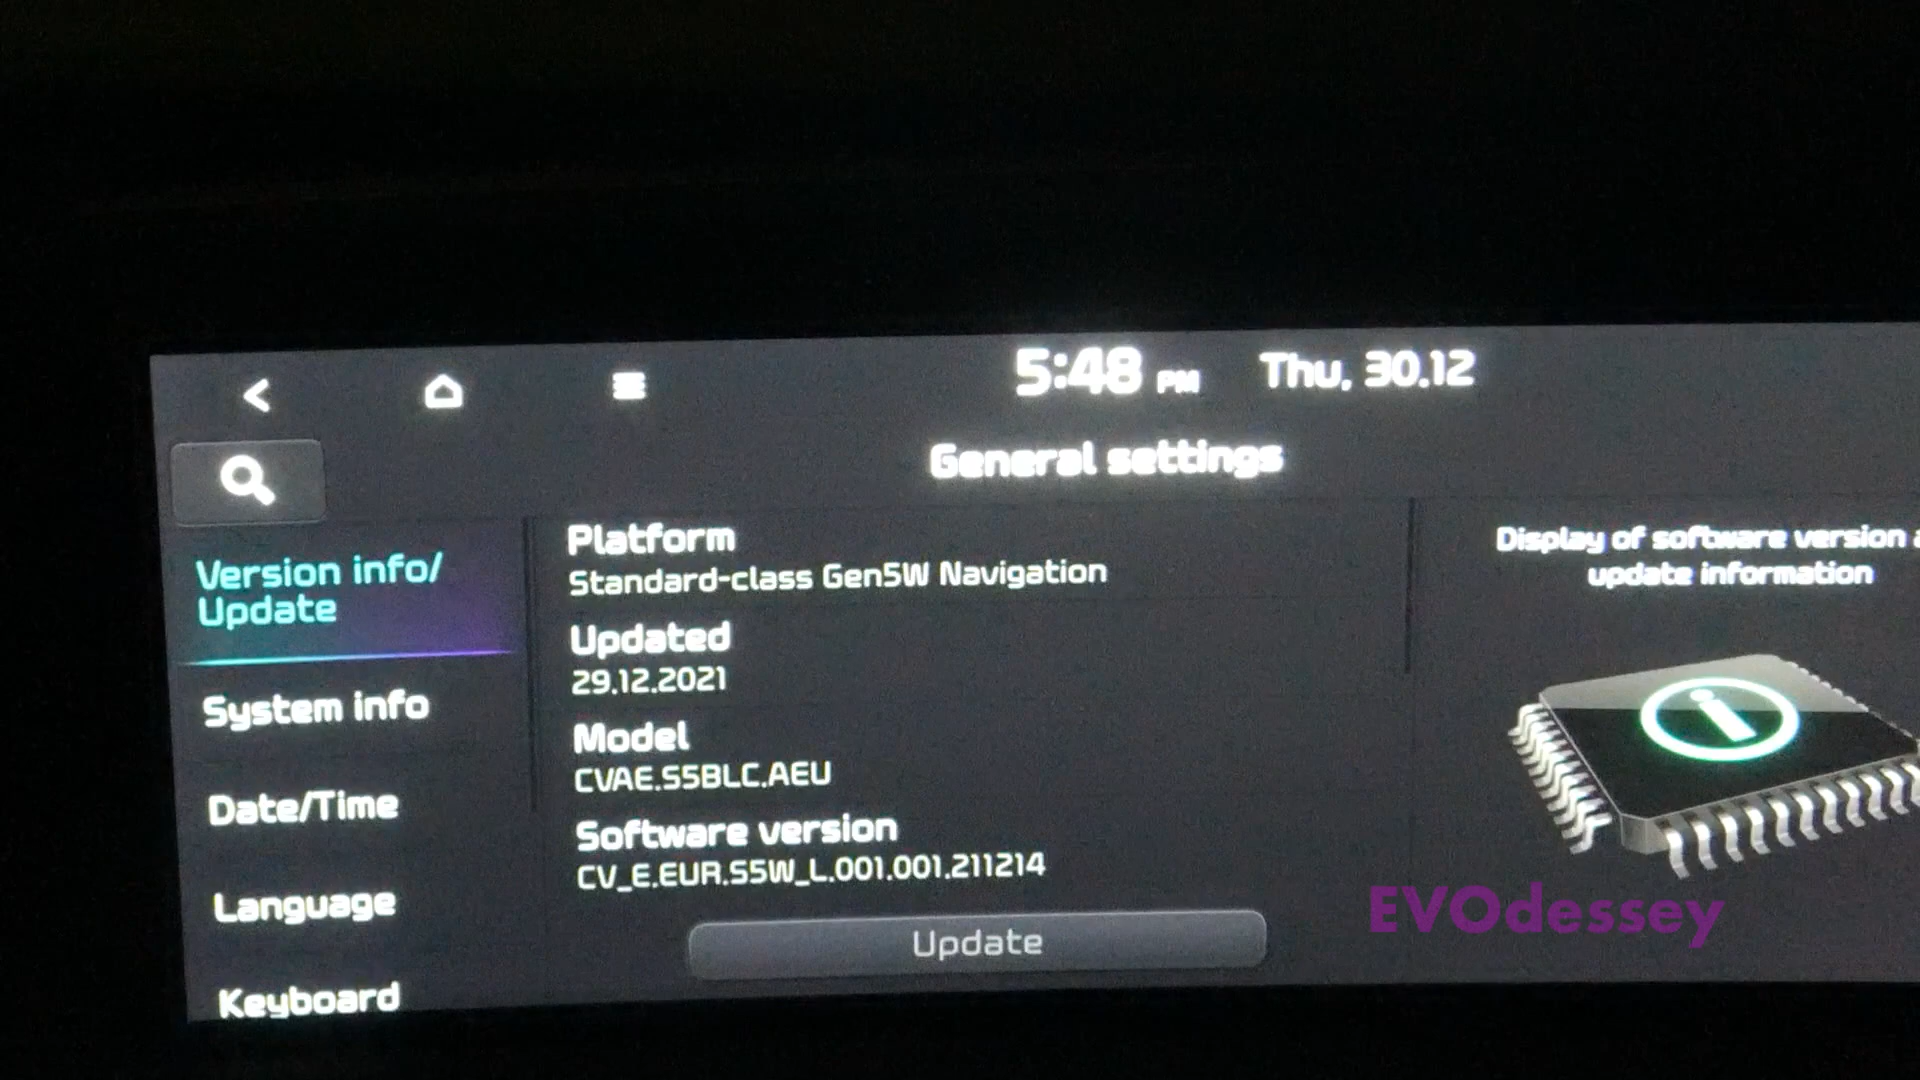 5:48 PM Thu, 30.12
General settings
Version info/
Update
System info
Date/Time
Language
Keyboard
Platform
Standard-class Gen5W Navigation
Updated
29.12.2021
Model
CVAE.S5BLC.AEU
Software version
CV_E.EUR.S5W_L.001.001.211214
Update
Display of software version
update information
EVOdessey